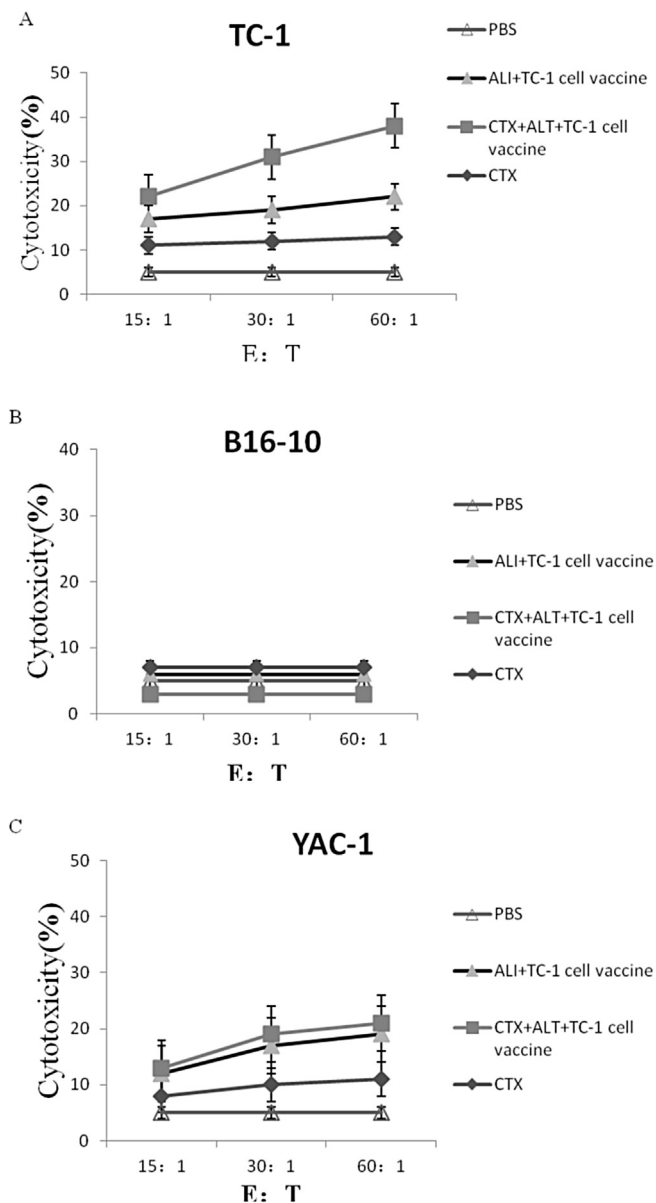 A
TC-1
Cytotoxicity(%)
50
40
30
20
10
0
15：1
30：1
60：1
E：T
PBS
ALI+TC-1 cell vaccine
CTX+ALT+TC-1 cell
vaccine
CTX
B
B16-10
Cytotoxicity(%)
40
30
20
10
0
15：1
30：1
60：1
E：T
PBS
ALI+TC-1 cell vaccine
CTX+ALT+TC-1 cell
vaccine
CTX
C
YAC-1
Cytotoxicity(%)
50
40
30
20
10
0
15：1
30：1
60：1
E：T
PBS
ALI+TC-1 cell vaccine
CTX+ALT+TC-1 cell
vaccine
CTX